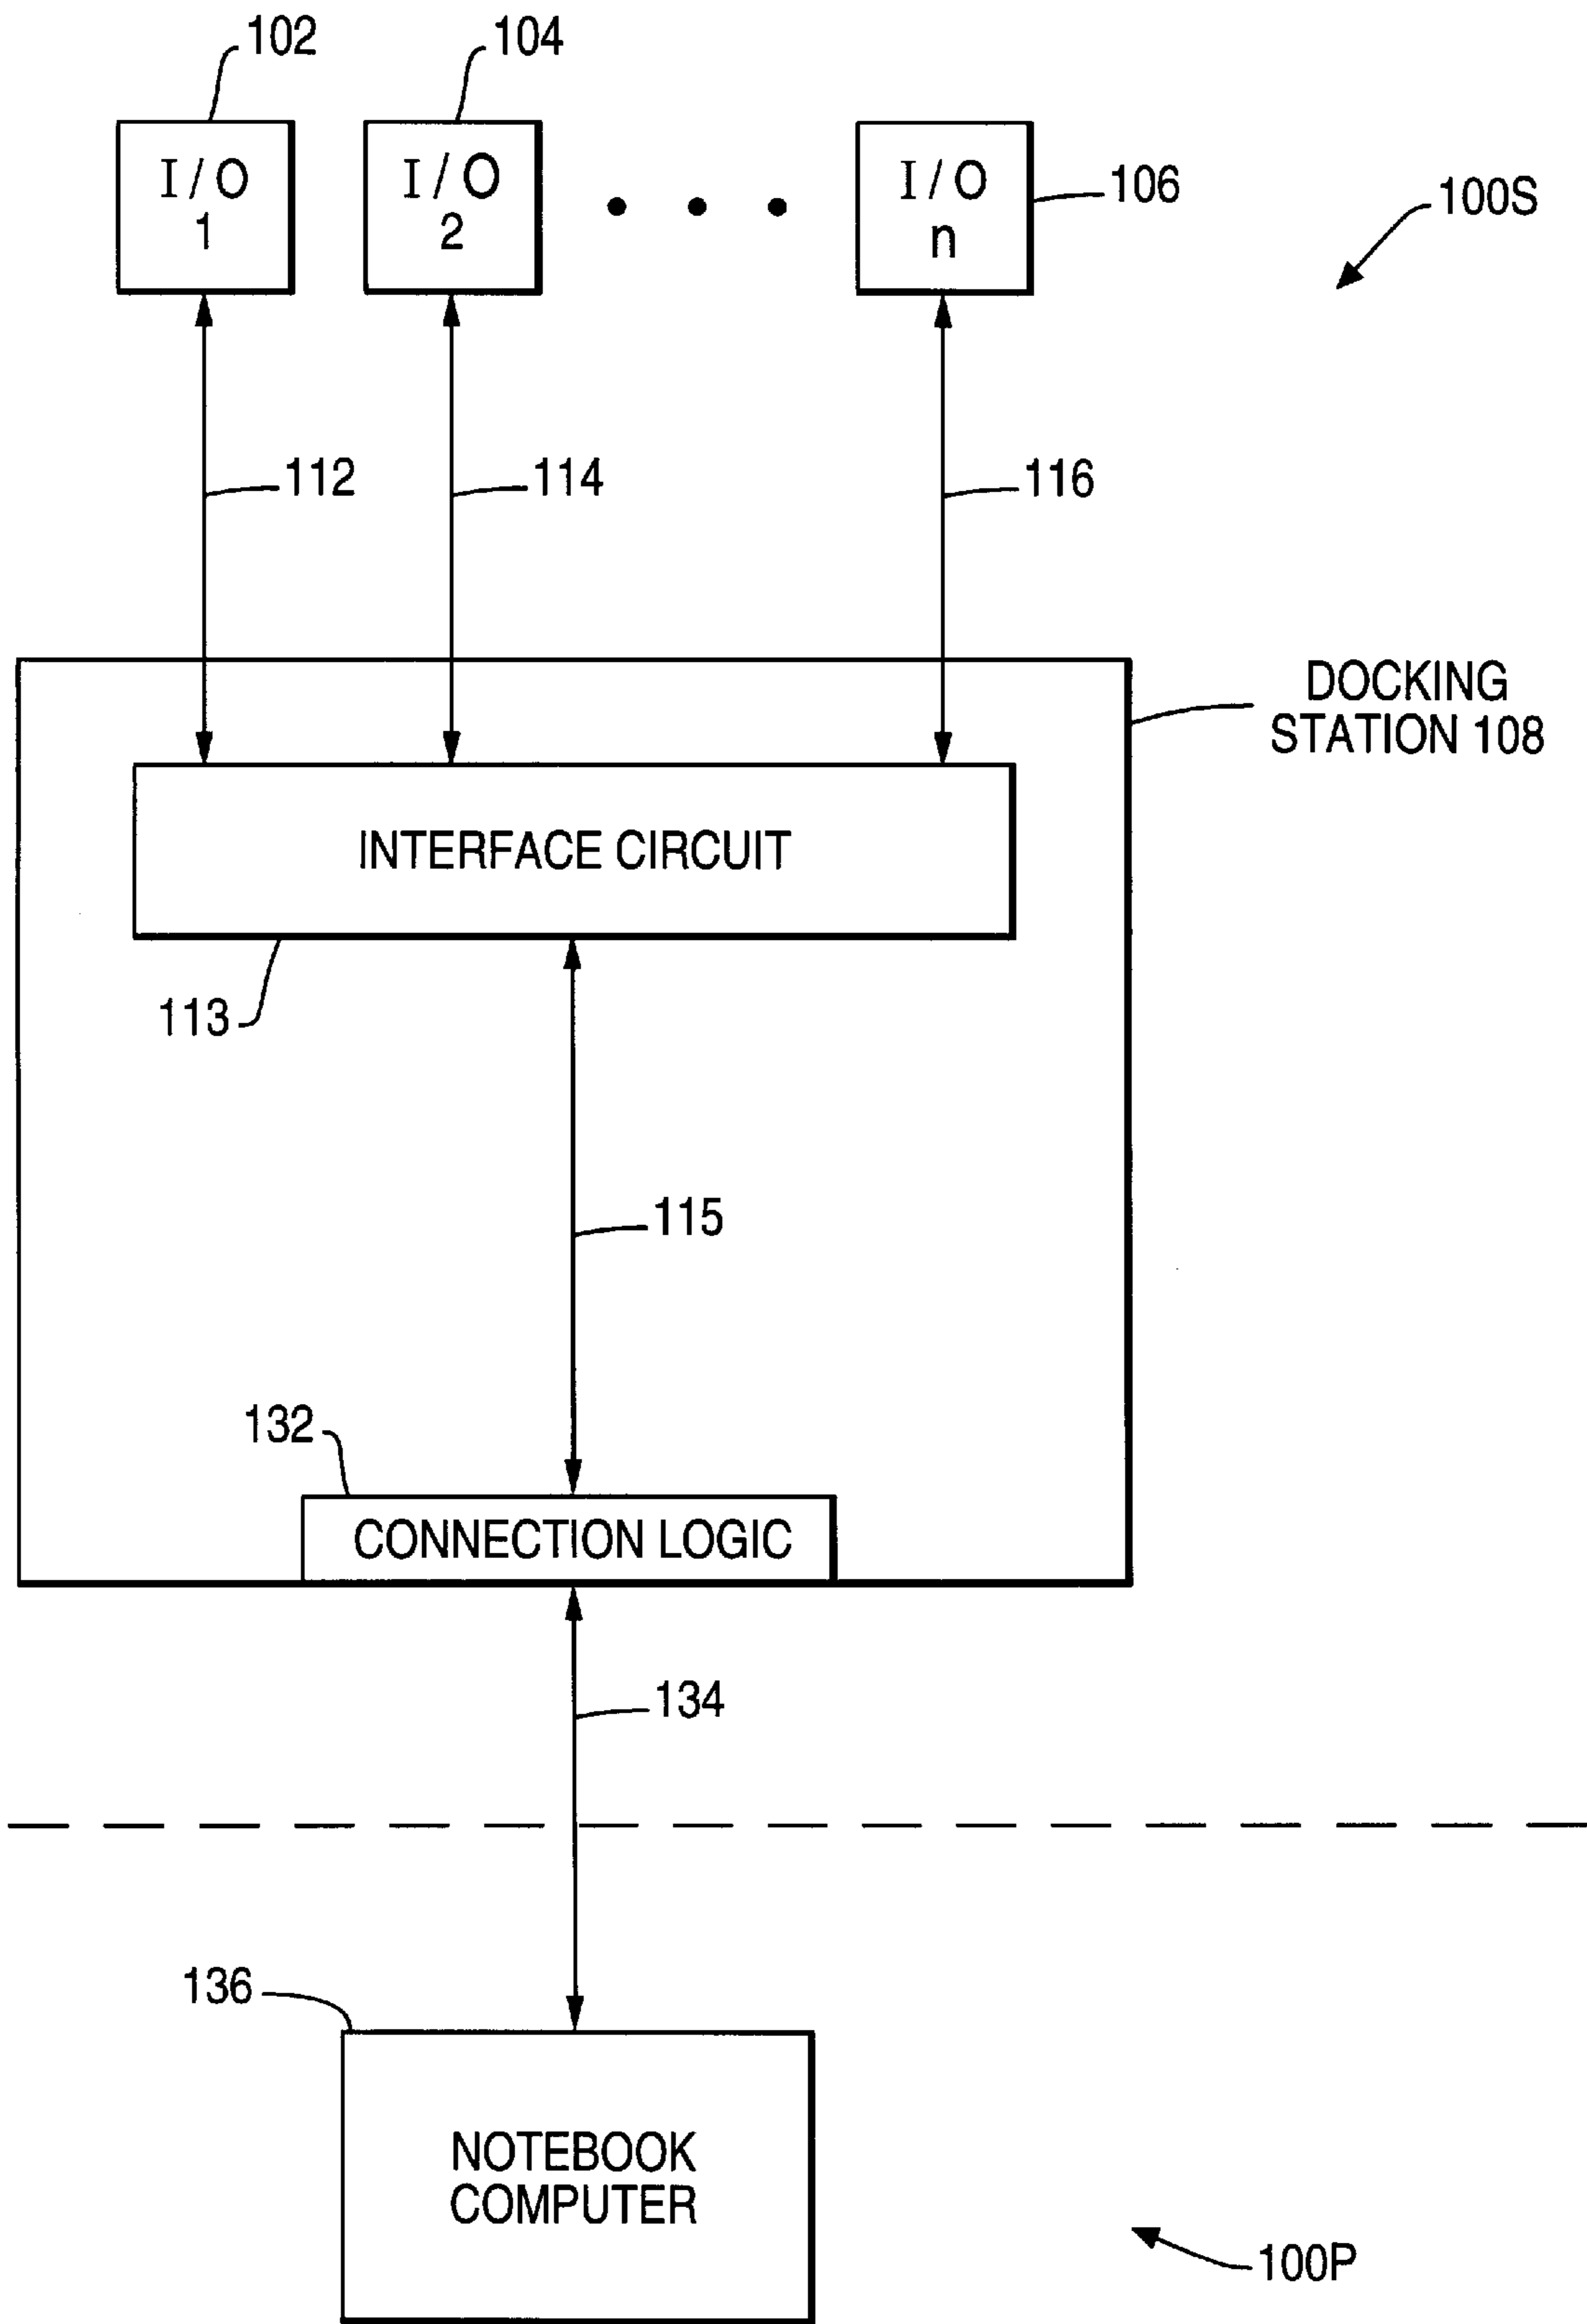 102
104
I/O
1
I/O
2
I/O
n
106
100S
112
114
116
DOCKING
STATION 108
INTERFACE CIRCUIT
113
115
132
CONNECTION LOGIC
134
136
NOTEBOOK
COMPUTER
100P